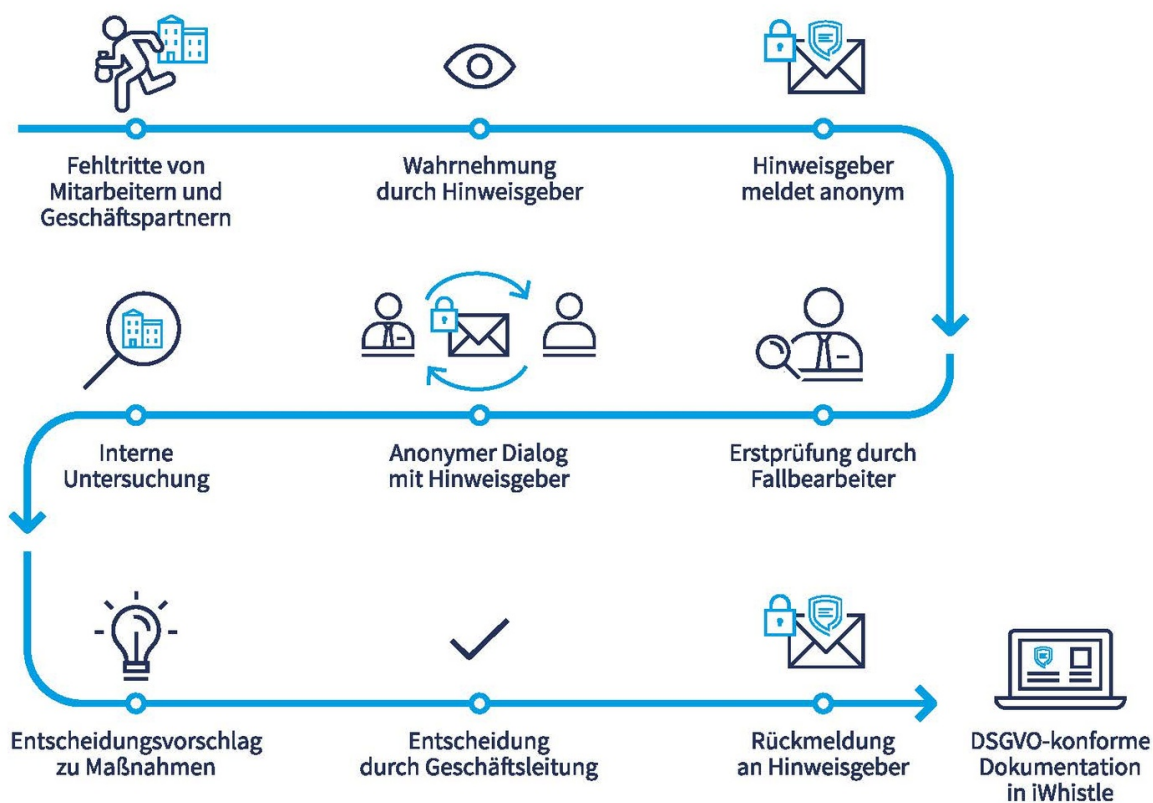 Fehltritte von
Mitarbeitern und
Geschäftspartnern
Wahrnehmung
durch Hinweisgeber
Hinweisgeber
meldet anonym
Erstprüfung durch
Fallbearbeiter
Anonymer Dialog
mit Hinweisgeber
Interne
Untersuchung
Entscheidungsvorschlag
zu Maßnahmen
Entscheidung
durch Geschäftsleitung
Rückmeldung
an Hinweisgeber
DSGVO-konforme
Dokumentation
in iWhistle